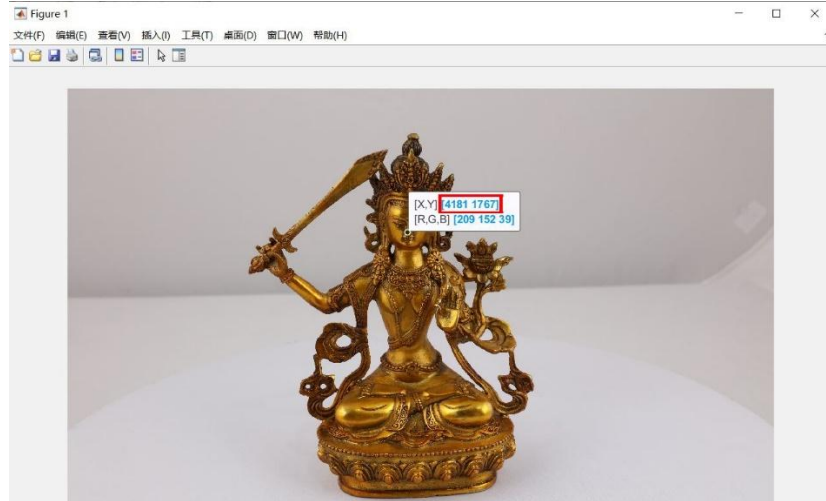 Figure 1
文件(F) 编辑(E) 查看(V) 插入(I) 工具(T) 桌面(D) 窗口(W) 帮助(H)
[X,Y] [4181 1767]
[R,G,B] [209 152 39]